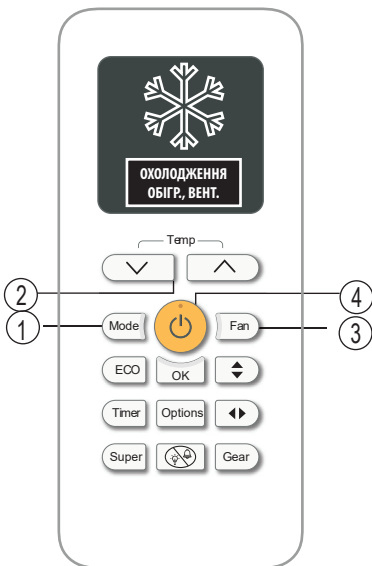 ОХОЛОДЖЕННЯ
ОБІГР., ВЕНТ.
Temp
2
4
1
Mode
Fan
3
ECO
OK
Timer
Options
Super
Gear